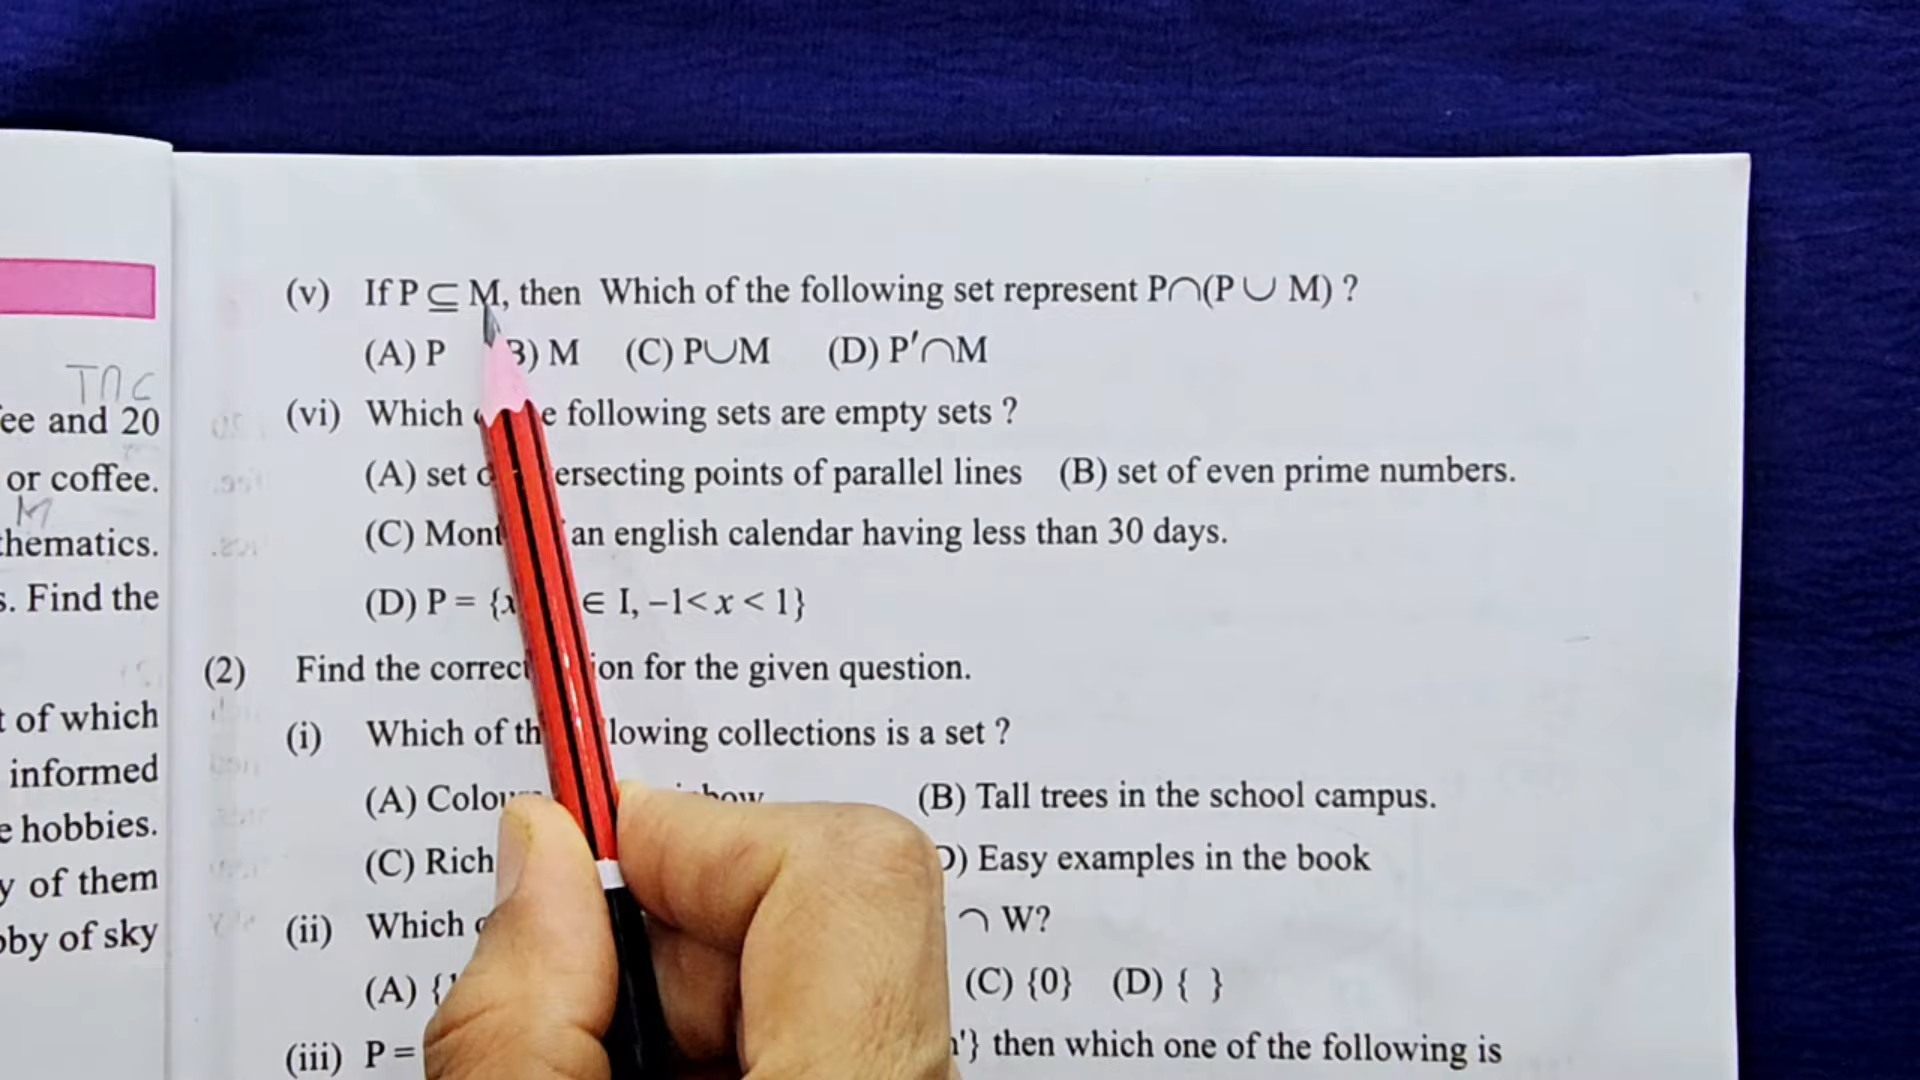 T∩C
ee and 20
or coffee.
M
hematics.
s. Find the
t of which
informed
e hobbies.
y of them
by of sky
(v) If P ⊆ M, then Which of the following set represent P∩(P ∪ M) ?
(A) P B) M (C) P∪M (D) P′∩M
(vi) Which e following sets are empty sets ?
(A) set ersecting points of parallel lines (B) set of even prime numbers.
(C) Mont an english calendar having less than 30 days.
(D) P = {x ∈ I, –1< x < 1}
(2) Find the correct ion for the given question.
(i) Which of th lowing collections is a set ?
(A) Colou bow (B) Tall trees in the school campus.
(C) Rich D) Easy examples in the book
(ii) Which ∩ W?
(A) { (C) {0} (D) { }
(iii) P = '} then which one of the following is